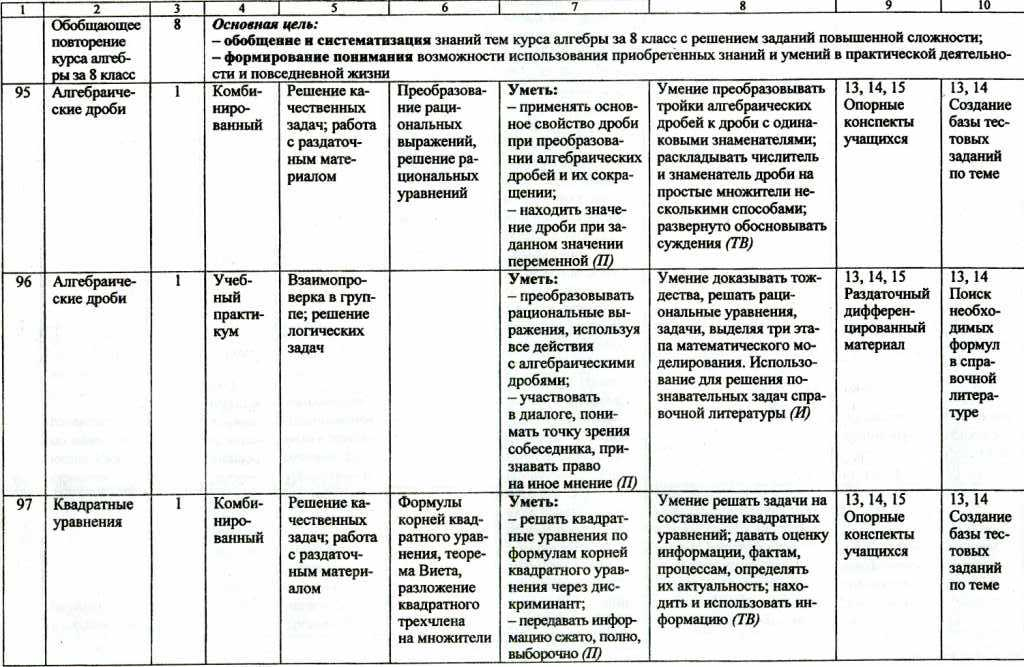 1 2 3 4 5 6 7 8 9 10
Обобщающее
повторение
курса алгеб-
ры за 8 класс
8
Основная цель:
– обобщение и систематизация знаний тем курса алгебры за 8 класс с решением заданий повышенной сложности;
– формирование понимания возможности использования приобретенных знаний и умений в практической деятельно-
сти и повседневной жизни
95
Алгебраиче-
ские дроби
1
Комби-
ниро-
ванный
Решение ка-
чественных
задач; работа
с раздаточ-
ным мате-
риалом
Преобразова-
ние раци-
ональных
выражений,
решение ра-
циональных
уравнений
Уметь:
– применять основ-
ное свойство дроби
при преобразова-
нии алгебраических
дробей и их сокра-
щении;
– находить значе-
ние дроби при за-
данном значении
переменной (П)
Умение преобразовывать
тройки алгебраических
дробей к дроби с одина-
ковыми знаменателями;
раскладывать числитель
и знаменатель дроби на
простые множители не-
сколькими способами;
развернуто обосновывать
суждения (ТВ)
13, 14, 15
Опорные
конспекты
учащихся
13, 14
Создание
базы тес-
товых
заданий
по теме
96
Алгебраиче-
ские дроби
1
Учеб-
ный
практи-
кум
Взаимопро-
верка в груп-
пе; решение
логических
задач
Уметь:
– преобразовывать
рациональные вы-
ражения, используя
все действия
с алгебраическими
дробями;
– участвовать
в диалоге, пони-
мать точку зрения
собеседника, при-
знавать право
на иное мнение (П)
Умение доказывать тож-
дества, решать раци-
ональные уравнения,
задачи, выделяя три эта-
па математического мо-
делирования. Использо-
вание для решения по-
знавательных задач спра-
вочной литературы (И)
13, 14, 15
Раздаточный
дифферен-
цированный
материал
13, 14
Поиск
необхо-
димых
формул
в спра-
вочной
литера-
туре
97
Квадратные
уравнения
1
Комби-
ниро-
ванный
Решение ка-
чественных
задач; работа
с раздаточ-
ным матери-
алом
Формулы
корней квад-
ратного урав-
нения, теоре-
ма Виета,
разложение
квадратного
трехчлена
на множители
Уметь:
– решать квадрат-
ные уравнения по
формулам корней
квадратного урав-
нения через дис-
криминант;
– передавать инфор-
мацию сжато, полно,
выборочно (П)
Умение решать задачи на
составление квадратных
уравнений; давать оценку
информации, фактам,
процессам, определять
их актуальность; нахо-
дить и использовать ин-
формацию (ТВ)
13, 14, 15
Опорные
конспекты
учащихся
13, 14
Создание
базы тес-
товых
заданий
по теме